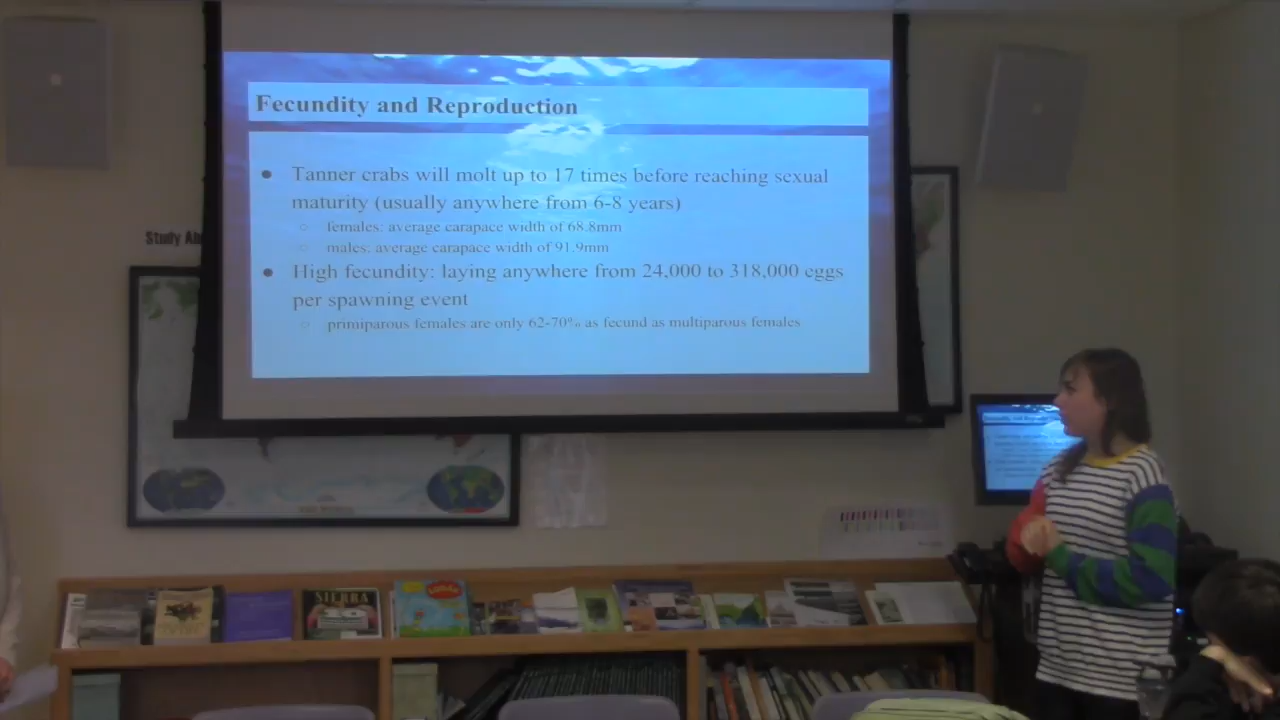 Fecundity and Reproduction
● Tanner crabs will molt up to 17 times before reaching sexual
maturity (usually anywhere from 6-8 years)
○ females: average carapace width of 68.8mm
○ males: average carapace width of 91.9mm
● High fecundity: laying anywhere from 24,000 to 318,000 eggs
per spawning event
○ primiparous females are only 62-70% as fecund as multiparous females
Study Ab
SIERRA